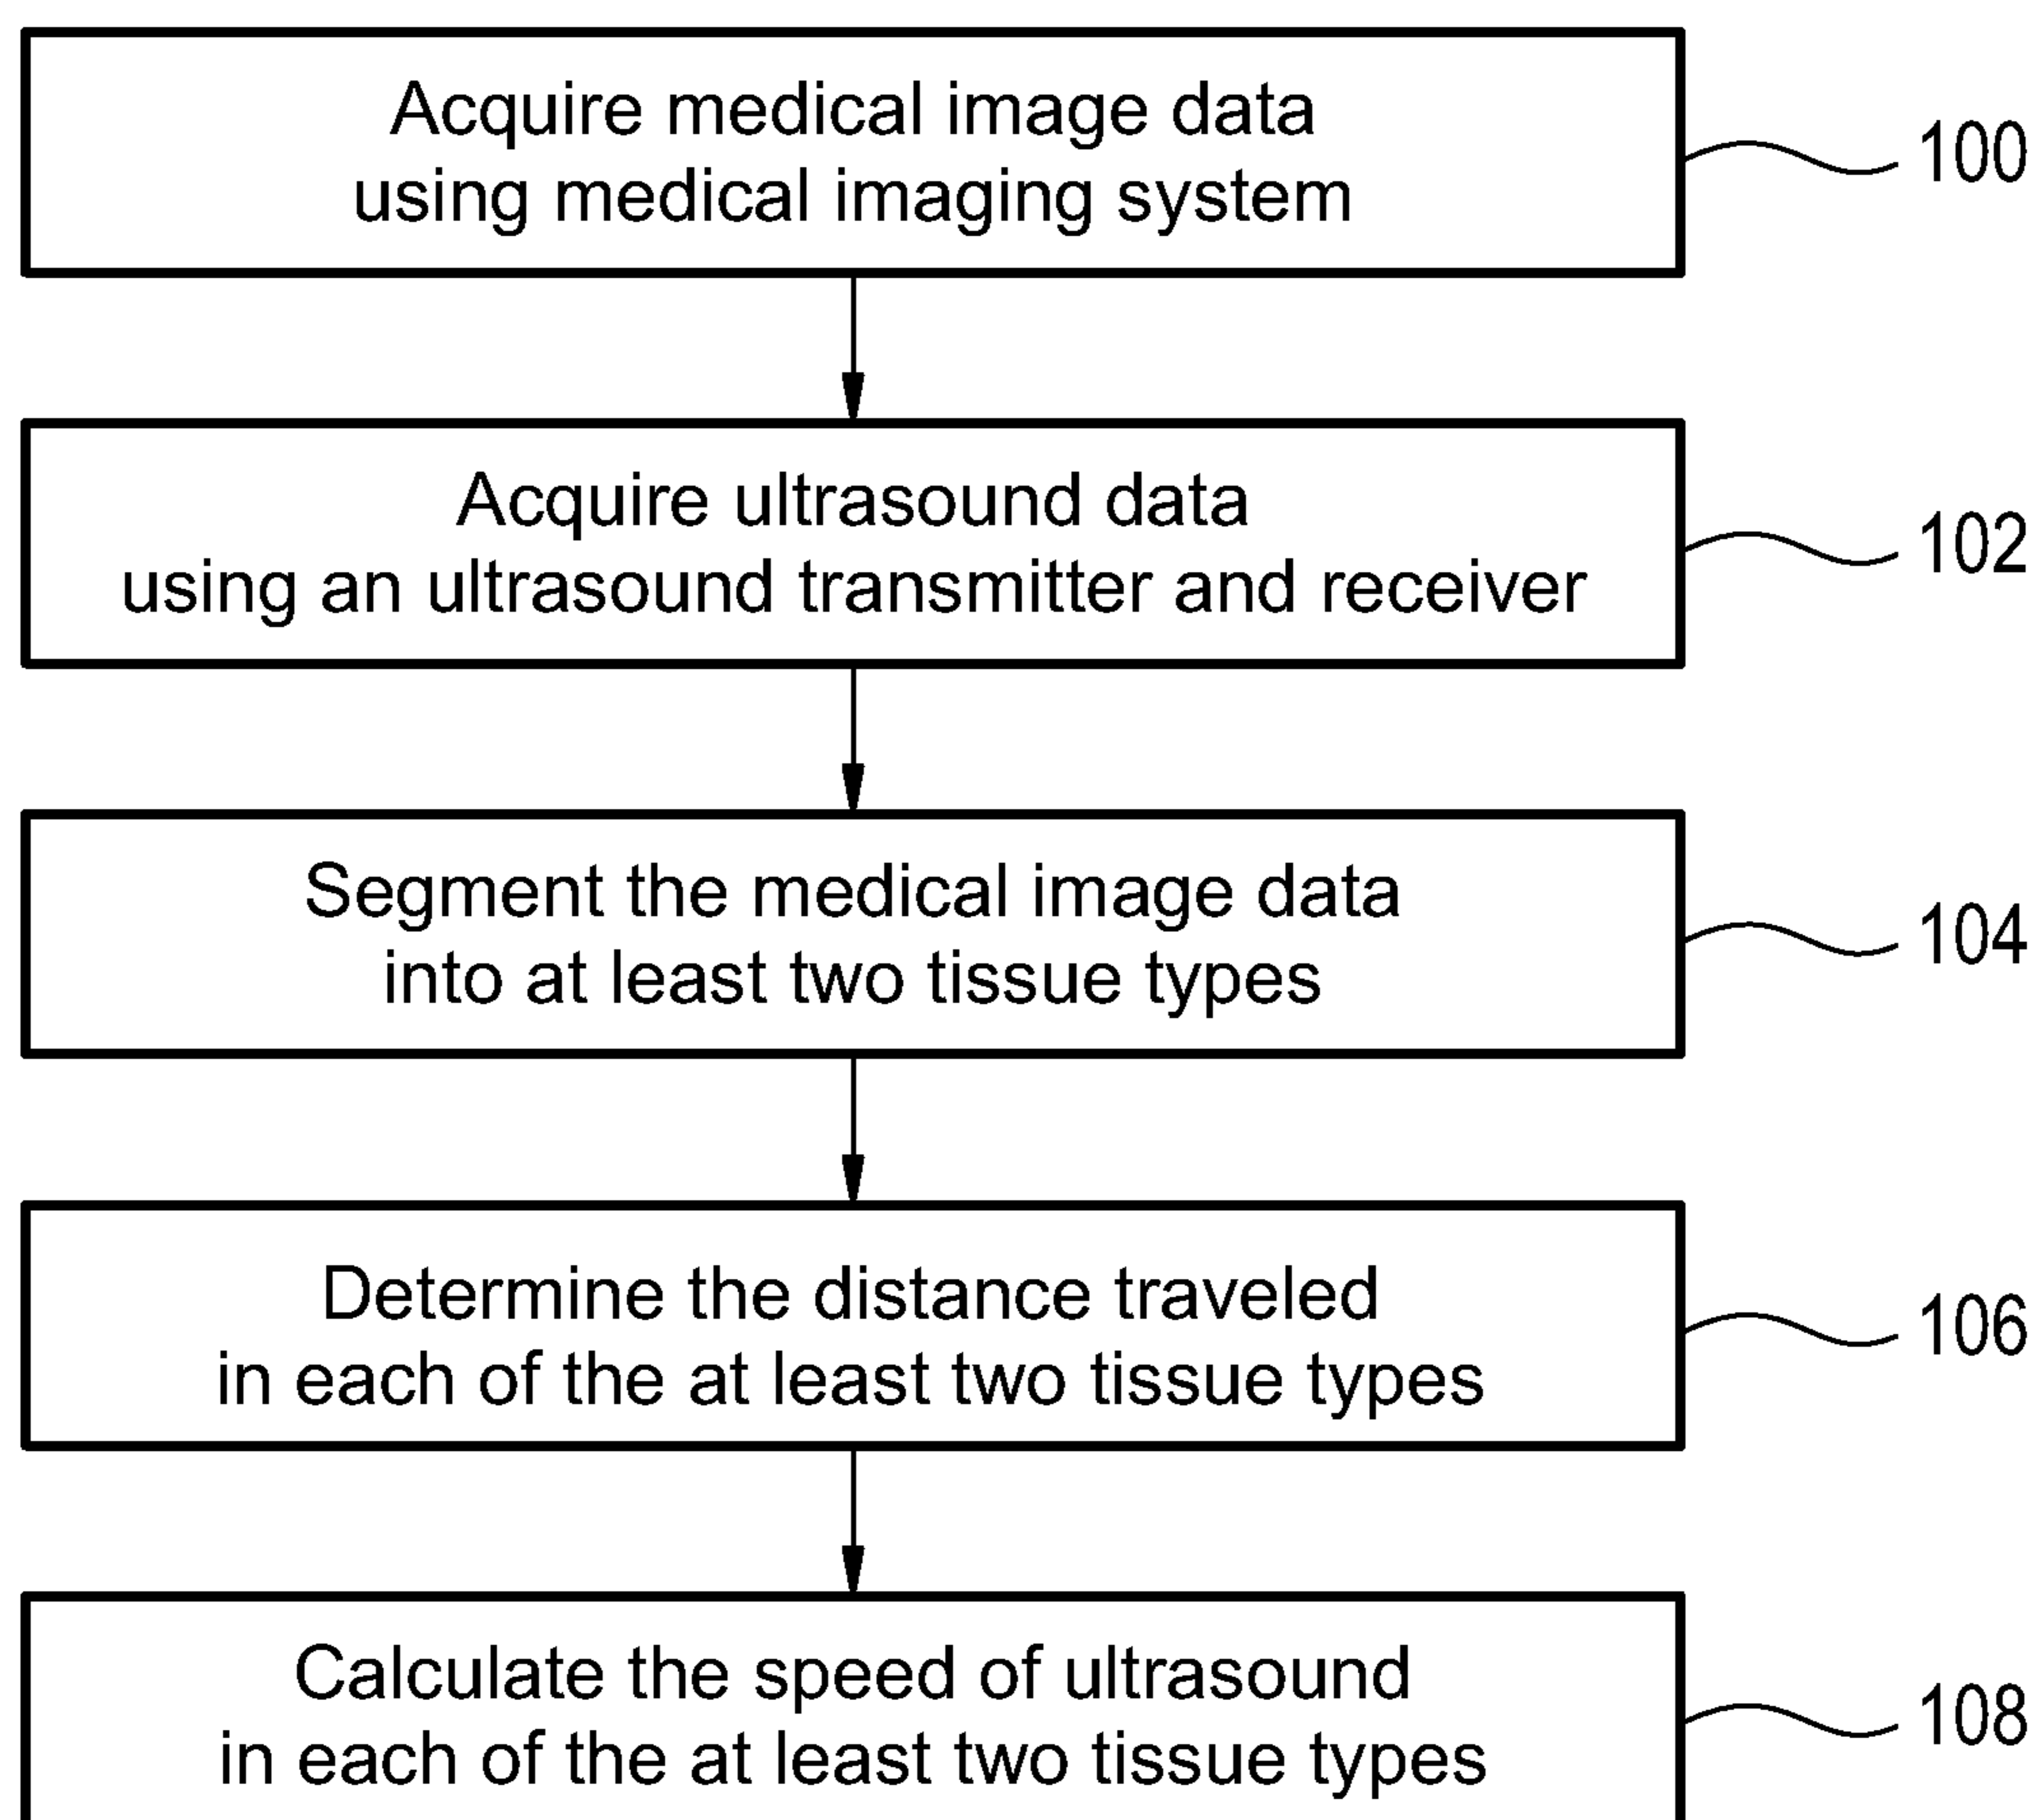 Acquire medical image data
using medical imaging system
100
Acquire ultrasound data
using an ultrasound transmitter and receiver
102
Segment the medical image data
into at least two tissue types
104
Determine the distance traveled
in each of the at least two tissue types
106
Calculate the speed of ultrasound
in each of the at least two tissue types
108